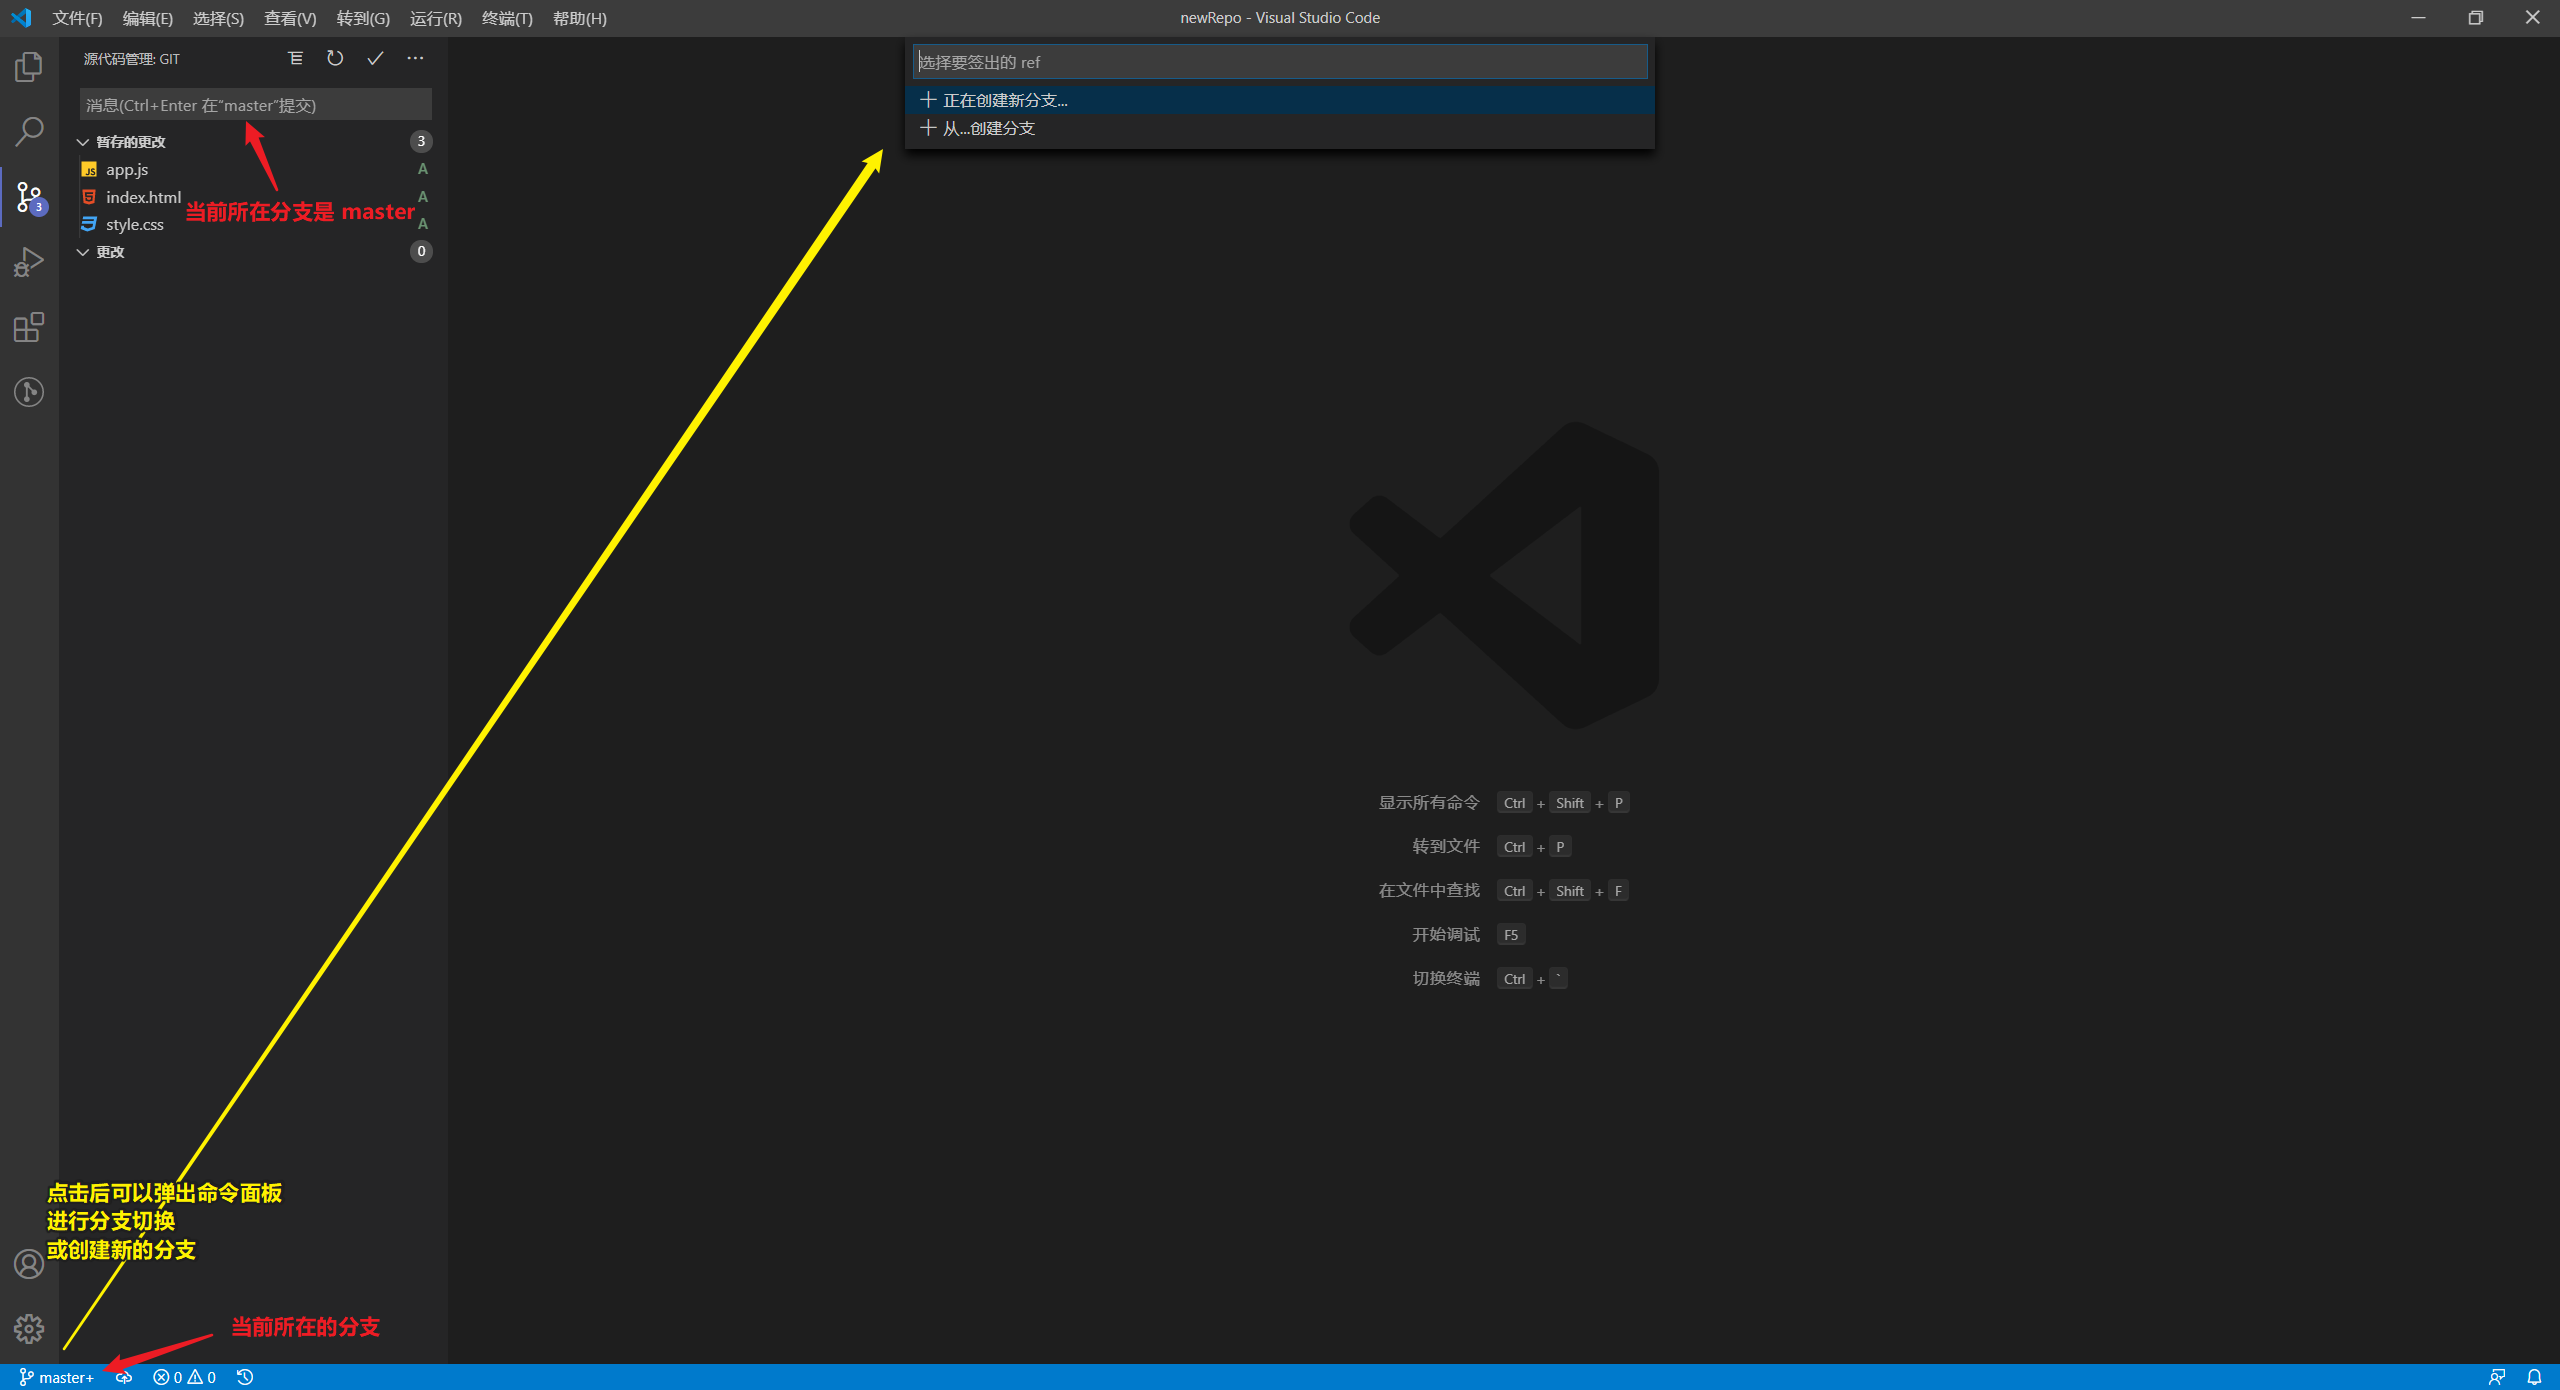 文件(F) 编辑(E) 选择(S) 查看(V) 转到(G) 运行(R) 终端(T) 帮助(H)
newRepo - Visual Studio Code
源代码管理: GIT
消息(Ctrl+Enter 在“master”提交)
暂存的更改 3
app.js A
index.html A
style.css A
更改 0
当前所在分支是 master
选择要签出的 ref
正在创建新分支...
从...创建分支
3
显示所有命令 Ctrl + Shift + P
转到文件 Ctrl + P
在文件中查找 Ctrl + Shift + F
开始调试 F5
切换终端 Ctrl + `
点击后可以弹出命令面板
进行分支切换
或创建新的分支
当前所在的分支
master+ 0 0